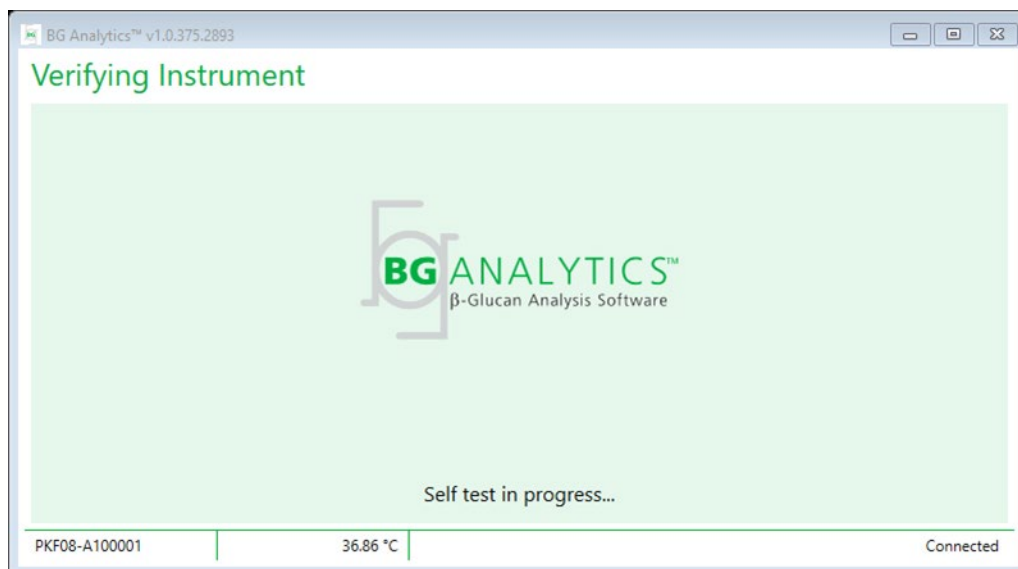 BG Analytics™ v1.0.375.2893
Verifying Instrument
BG ANALYTICS™
β-Glucan Analysis Software
Self test in progress...
PKF08-A100001 36.86 °C Connected